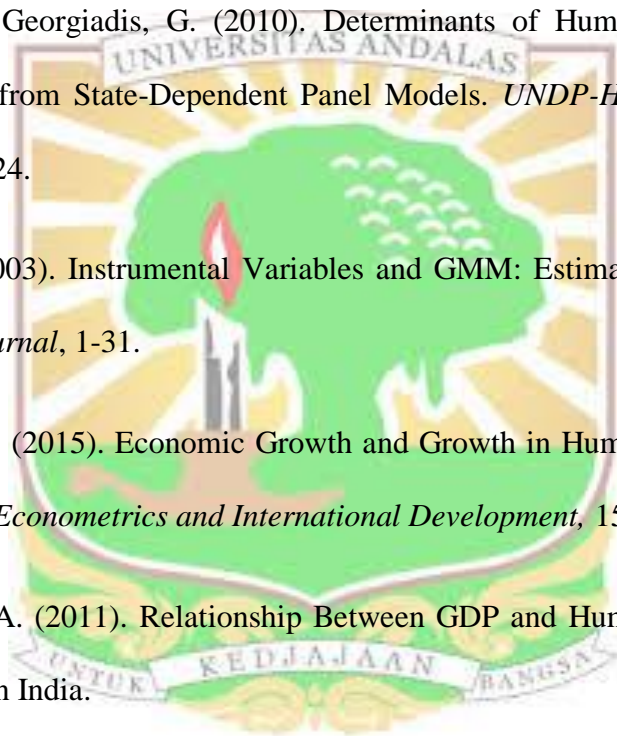 Georgiadis, G. (2010). Determinants of Hum
UNIVERSITAS ANDALAS
from State-Dependent Panel Models. UNDP-H
24.
003). Instrumental Variables and GMM: Estima
urnal, 1-31.
(2015). Economic Growth and Growth in Hum
Econometrics and International Development, 15
A. (2011). Relationship Between GDP and Hum
UNTUK KEDJAJAAN BANGSA
n India.